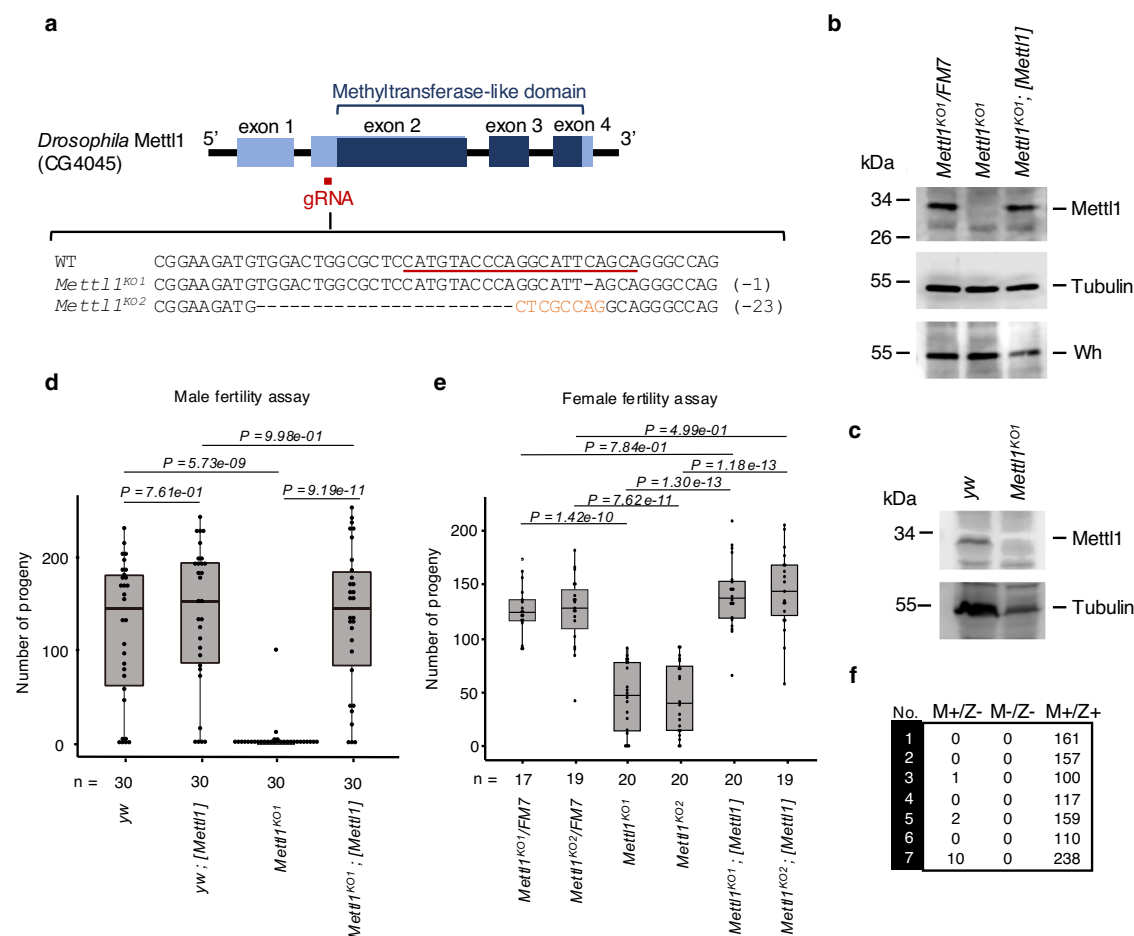 a
Methyltransferase-like domain
Drosophila Mettl1
(CG4045)
5’
exon 1
exon 2
exon 3
exon 4
3’
gRNA
WT CGGAAGATGTGGACTGGCGCTCCATGTACCCAGGCATTCAGCAGGGCCAG
Mettl1KO1 CGGAAGATGTGGACTGGCGCTCCATGTACCCAGGCATT-AGCAGGGCCAG (-1)
Mettl1KO2 CGGAAGATG-----------------------CTCGCCAGGCAGGGCCAG (-23)
b
Mettl1KO1/FM7
Mettl1KO1
Mettl1KO1; [Mettl1]
kDa
34
26
Mettl1
55
Tubulin
55
Wh
c
yw
Mettl1KO1
kDa
34
Mettl1
55
Tubulin
d
Male fertility assay
P = 9.98e-01
P = 5.73e-09
P = 7.61e-01
P = 9.19e-11
Number of progeny
200
100
0
n = 30 30 30 30
yw
yw ; [Mettl1]
Mettl1KO1
Mettl1KO1 ; [Mettl1]
e
Female fertility assay
P = 4.99e-01
P = 7.84e-01
P = 1.18e-13
P = 1.30e-13
P = 7.62e-11
P = 1.42e-10
Number of progeny
200
150
100
50
0
n = 17 19 20 20 20 19
Mettl1KO1/FM7
Mettl1KO2/FM7
Mettl1KO1
Mettl1KO2
Mettl1KO1 ; [Mettl1]
Mettl1KO2 ; [Mettl1]
f
No. M+/Z- M-/Z- M+/Z+
1 0 0 161
2 0 0 157
3 1 0 100
4 0 0 117
5 2 0 159
6 0 0 110
7 10 0 238